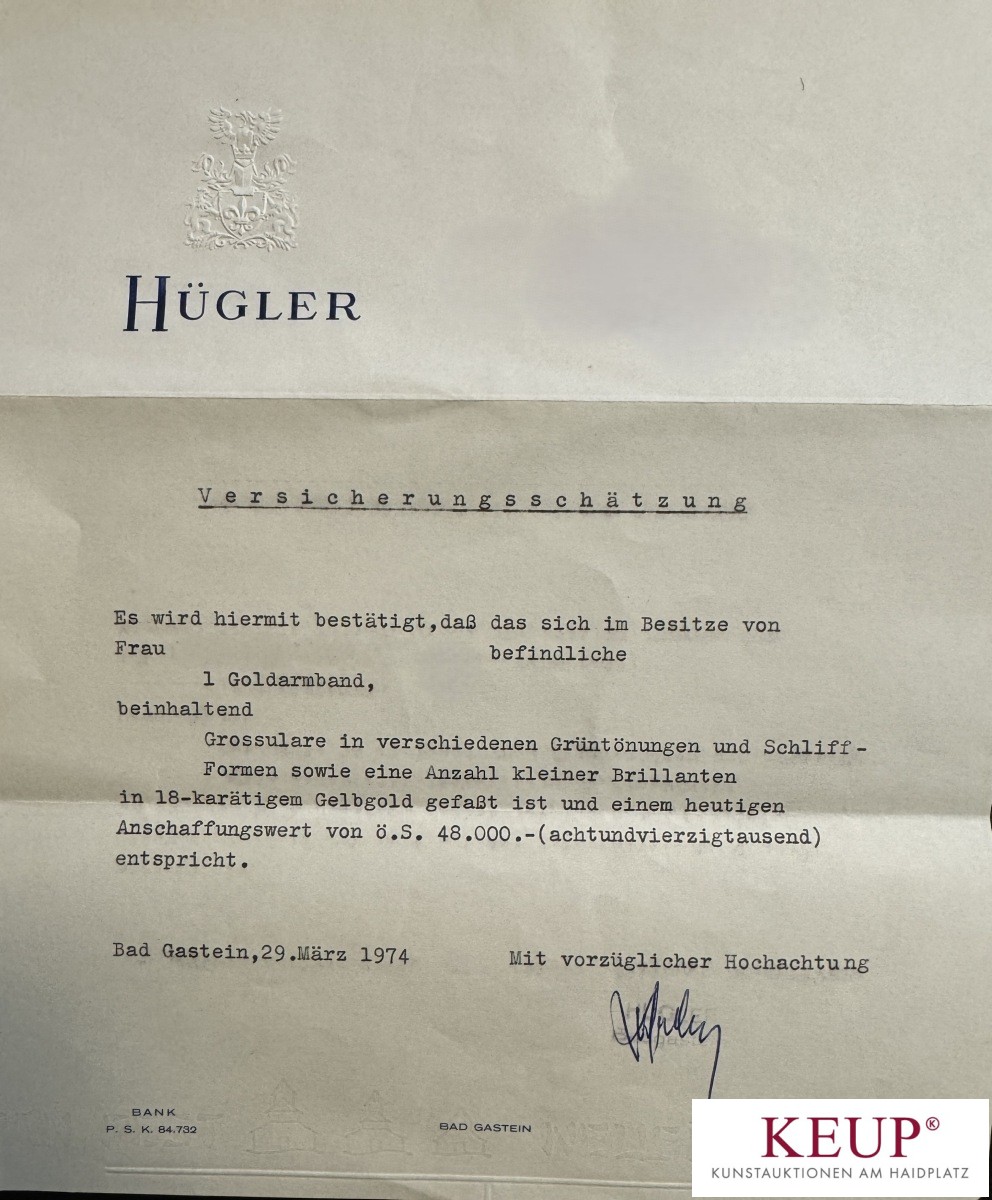 HÜGLER
Versicherungsschätzung
Es wird hiermit bestätigt,daß das sich im Besitze von
Frau befindliche
1 Goldarmband,
beinhaltend
Grossulare in verschiedenen Grüntönungen und Schliff-
Formen sowie eine Anzahl kleiner Brillanten
in 18-karätigem Gelbgold gefaßt ist und einem heutigen
Anschaffungswert von ö.S. 48.000.-(achtundvierzigtausend)
entspricht.
Bad Gastein,29.März 1974
Mit vorzüglicher Hochachtung
BANK
P. S. K. 84.732
BAD GASTEIN
KEUP®
KUNSTAUKTIONEN AM HAIDPLATZ